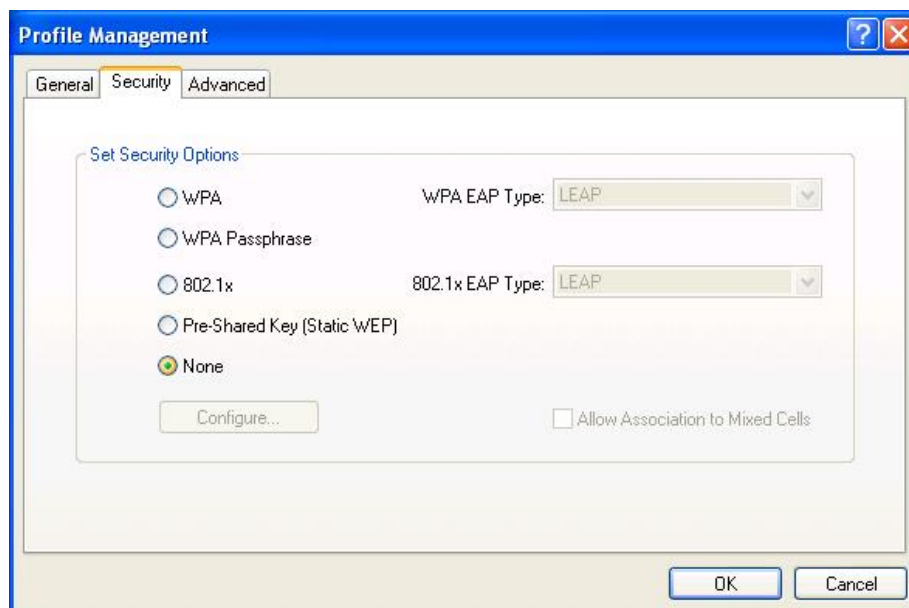 Profile Management
General Security Advanced
Set Security Options
WPA WPA EAP Type: LEAP
WPA Passphrase
802.1x 802.1x EAP Type: LEAP
Pre-Shared Key (Static WEP)
None
Configure... Allow Association to Mixed Cells
OK Cancel